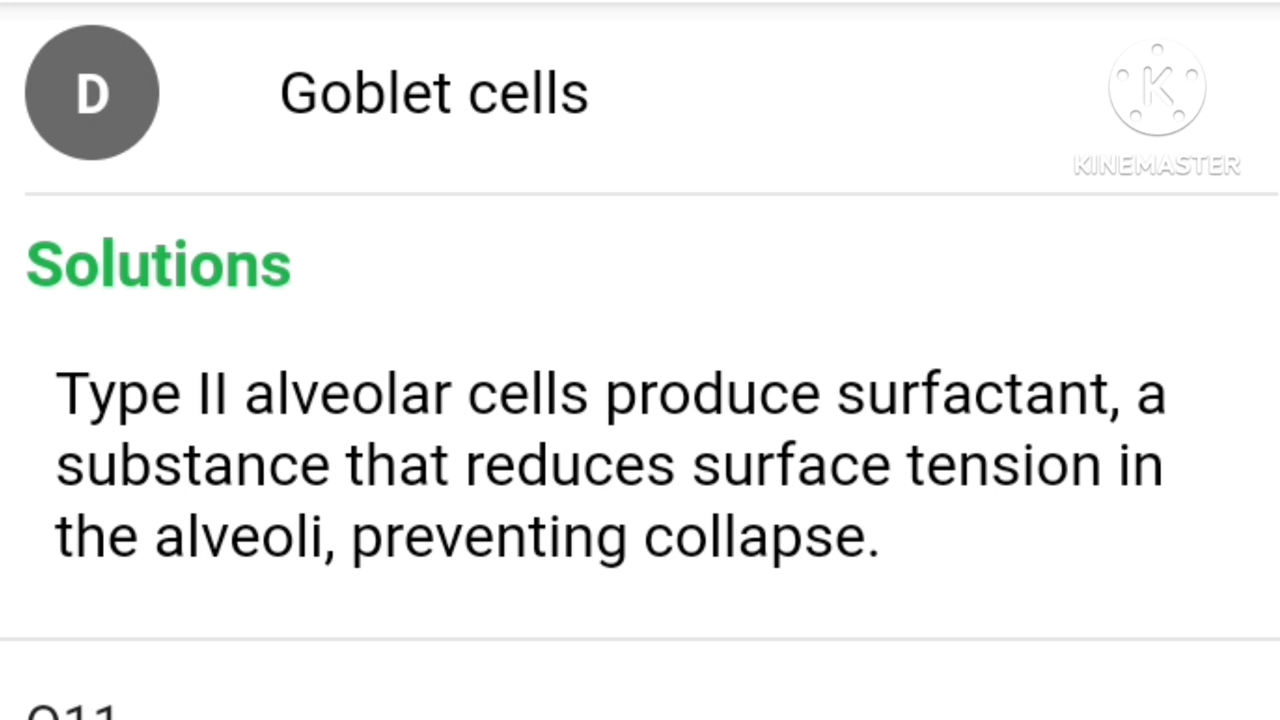 D Goblet cells
K
KINEMASTER
Solutions
Type II alveolar cells produce surfactant, a
substance that reduces surface tension in
the alveoli, preventing collapse.
Q11